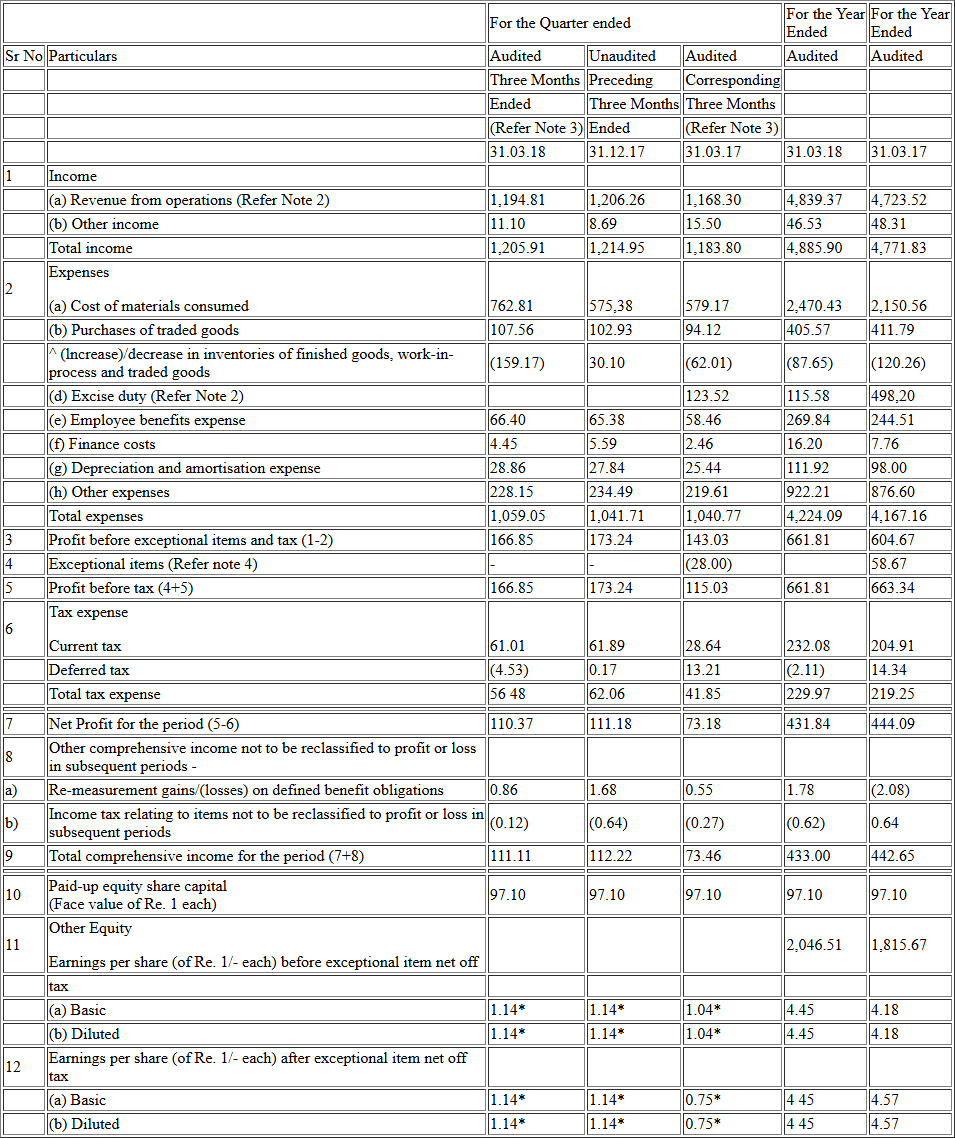 For the Quarter ended For the Year Ended For the Year Ended
Sr No Particulars Audited Unaudited Audited Audited Audited
Three Months Preceding Corresponding
Ended Three Months Three Months
(Refer Note 3) Ended (Refer Note 3)
31.03.18 31.12.17 31.03.17 31.03.18 31.03.17
1 Income
(a) Revenue from operations (Refer Note 2) 1,194.81 1,206.26 1,168.30 4,839.37 4,723.52
(b) Other income 11.10 8.69 15.50 46.53 48.31
Total income 1,205.91 1,214.95 1,183.80 4,885.90 4,771.83
2 Expenses
(a) Cost of materials consumed 762.81 575,38 579.17 2,470.43 2,150.56
(b) Purchases of traded goods 107.56 102.93 94.12 405.57 411.79
^ (lncrease)/decrease in inventories of finished goods, work-in-
process and traded goods (159.17) 30.10 (62.01) (87.65) (120.26)
(d) Excise duty (Refer Note 2) 123.52 115.58 498,20
(e) Employee benefits expense 66.40 65.38 58.46 269.84 244.51
(f) Finance costs 4.45 5.59 2.46 16.20 7.76
(g) Depreciation and amortisation expense 28.86 27.84 25.44 111.92 98.00
(h) Other expenses 228.15 234.49 219.61 922.21 876.60
Total expenses 1,059.05 1,041.71 1,040.77 4,224.09 4,167.16
3 Profit before exceptional items and tax (1-2) 166.85 173.24 143.03 661.81 604.67
4 Exceptional items (Refer note 4) - - (28.00) 58.67
5 Profit before tax (4+5) 166.85 173.24 115.03 661.81 663.34
6 Tax expense
Current tax 61.01 61.89 28.64 232.08 204.91
Deferred tax (4.53) 0.17 13.21 (2.11) 14.34
Total tax expense 56 48 62.06 41.85 229.97 219.25
7 Net Profit for the period (5-6) 110.37 111.18 73.18 431.84 444.09
8 Other comprehensive income not to be reclassified to profit or loss
in subsequent periods -
a) Re-measurement gains/(losses) on defined benefit obligations 0.86 1.68 0.55 1.78 (2.08)
b) Income tax relating to items not to be reclassified to profit or loss in
subsequent periods (0.12) (0.64) (0.27) (0.62) 0.64
9 Total comprehensive income for the period (7+8) 111.11 112.22 73.46 433.00 442.65
10 Paid-up equity share capital
(Face value of Re. 1 each) 97.10 97.10 97.10 97.10 97.10
11 Other Equity 2,046.51 1,815.67
Earnings per share (of Re. 1/- each) before exceptional item net off
tax
(a) Basic 1.14* 1.14* 1.04* 4.45 4.18
(b) Diluted 1.14* 1.14* 1.04* 4.45 4.18
12 Earnings per share (of Re. 1/- each) after exceptional item net off
tax
(a) Basic 1.14* 1.14* 0.75* 4 45 4.57
(b) Diluted 1.14* 1.14* 0.75* 4 45 4.57